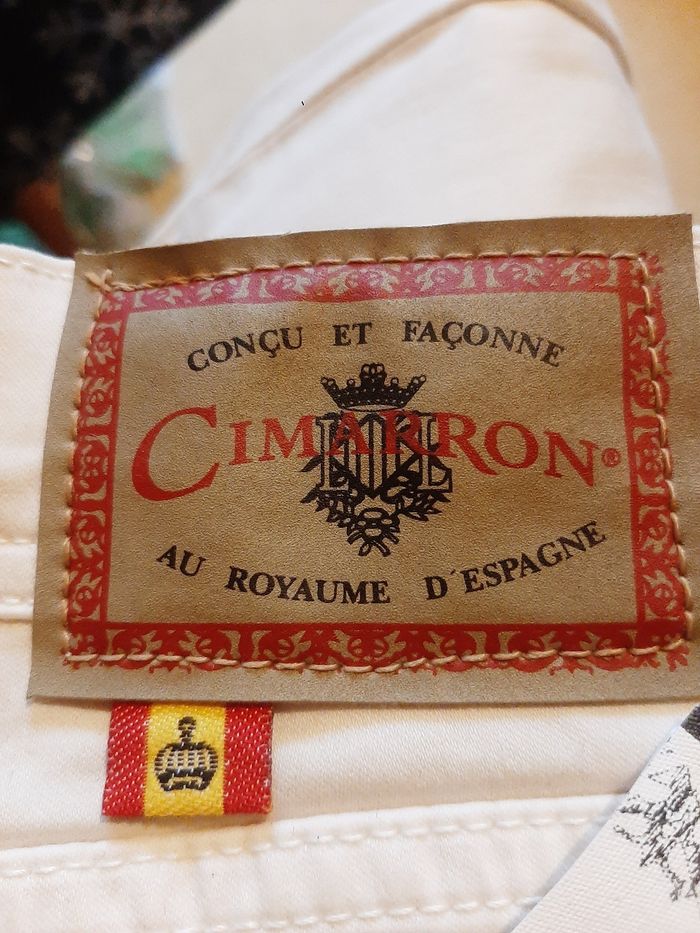 CONÇU ET FAÇONNE
CIMARRON®
L L
AU ROYAUME D´ESPAGNE